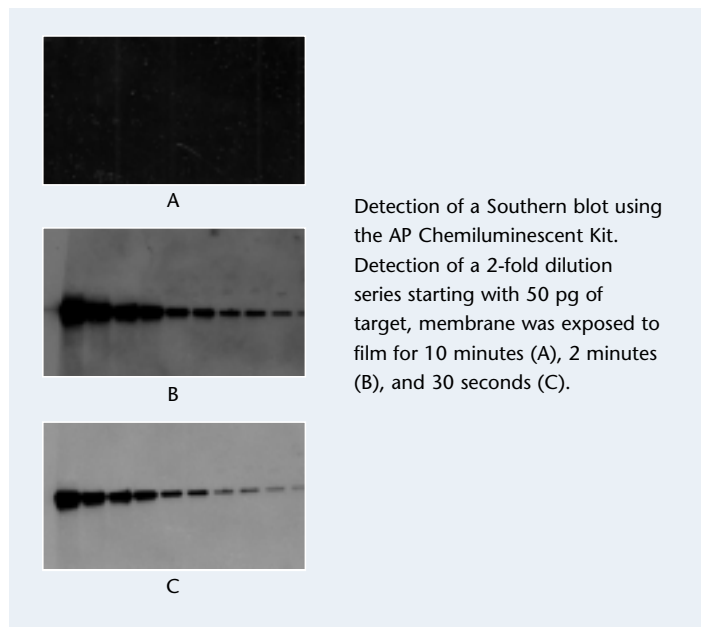 A
Detection of a Southern blot using
the AP Chemiluminescent Kit.
Detection of a 2-fold dilution
series starting with 50 pg of
target, membrane was exposed to
film for 10 minutes (A), 2 minutes
(B), and 30 seconds (C).
B
C